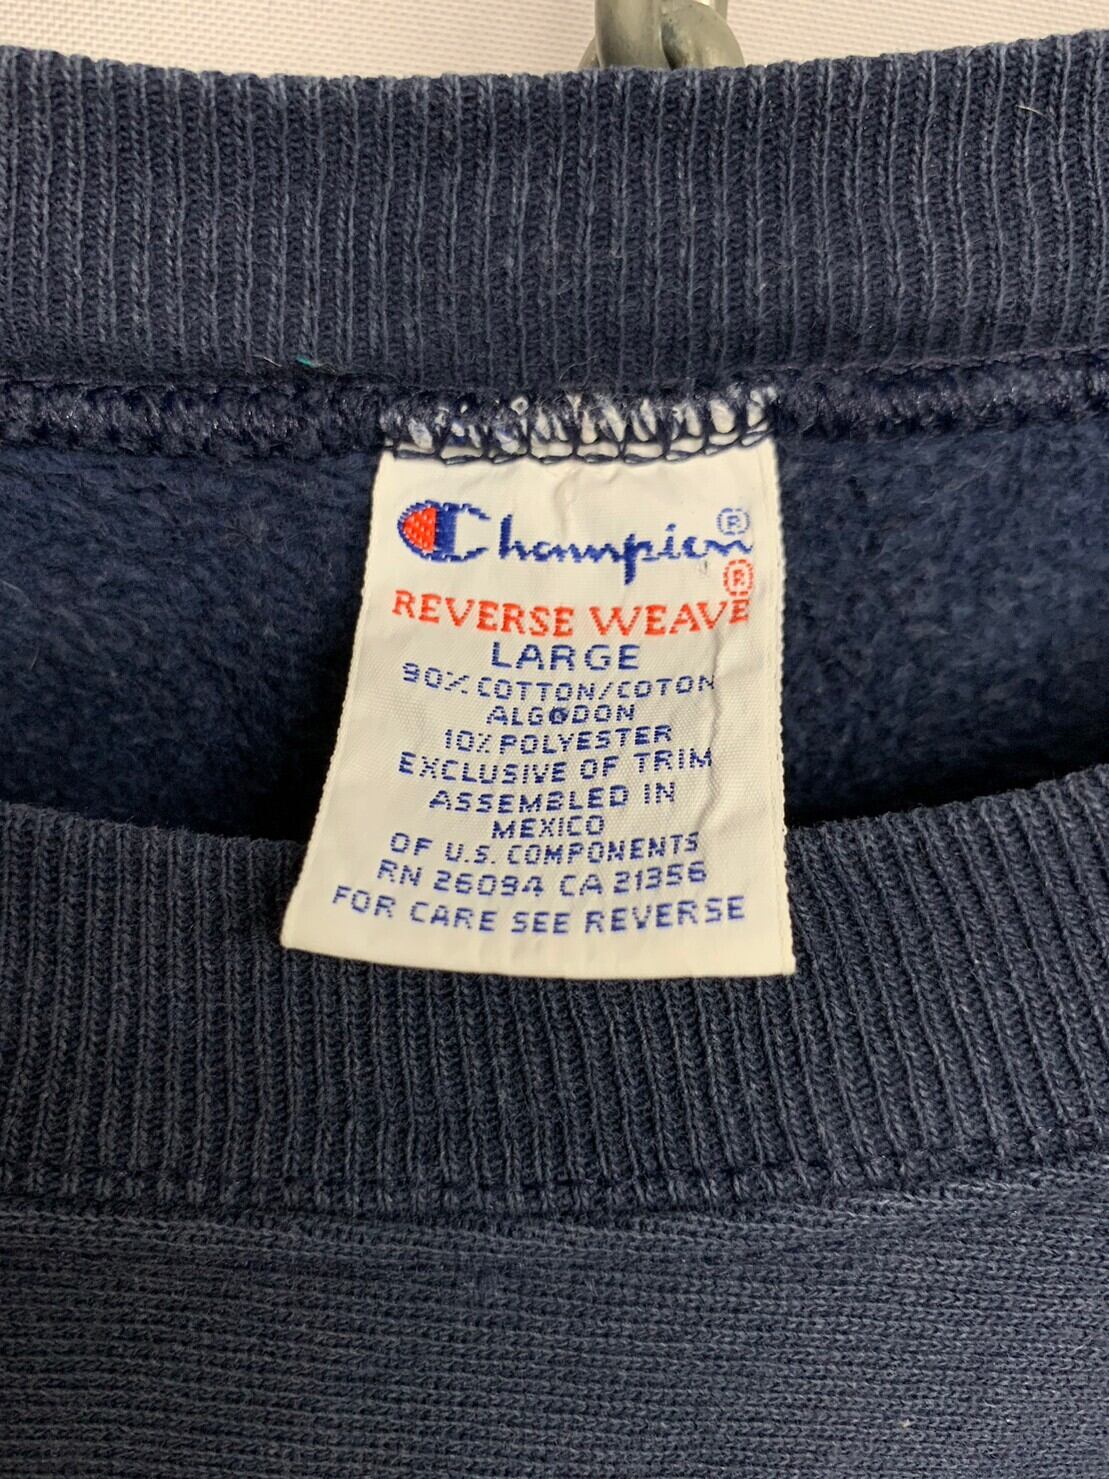 Champion®
REVERSE WEAVE®
LARGE
90% COTTON/COTON
ALGODON
10% POLYESTER
EXCLUSIVE OF TRIM
ASSEMBLED IN
MEXICO
OF U.S. COMPONENTS
RN 26094 CA 21356
FOR CARE SEE REVERSE